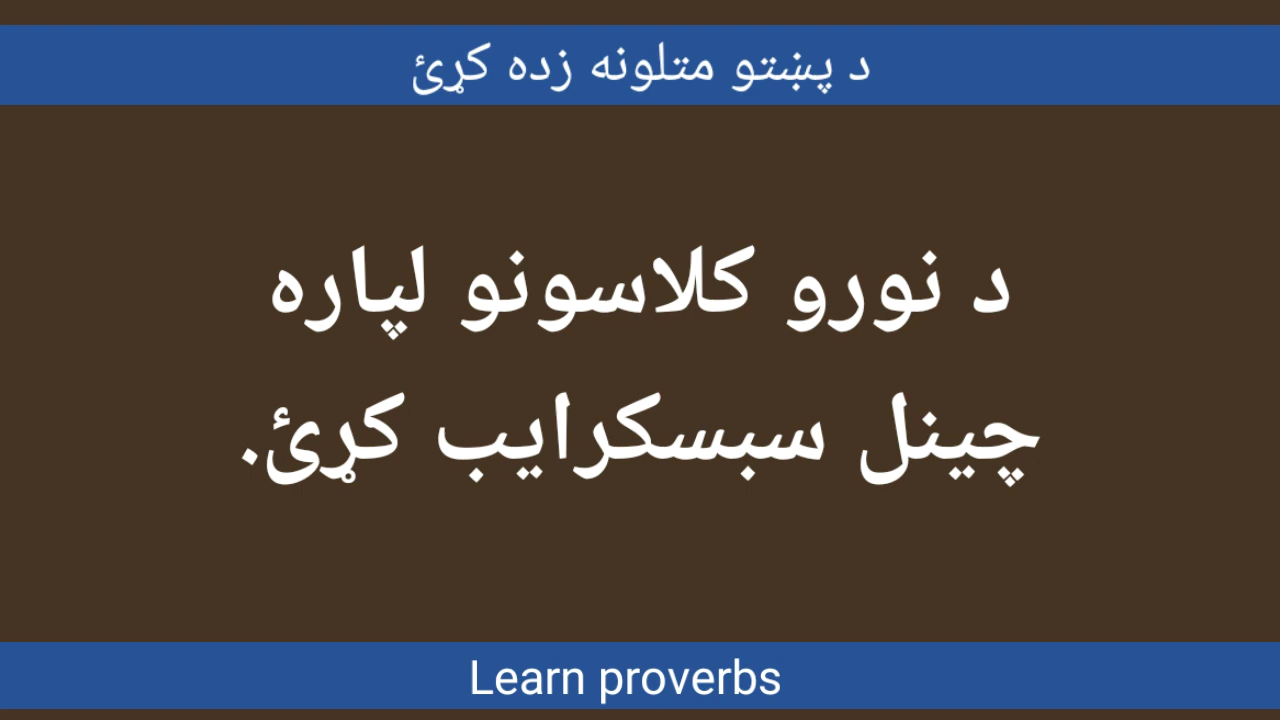 د پښتو متلونه زده کړئ
د نورو کلاسونو لپاره
چینل سبسکرایب کړئ.
Learn proverbs